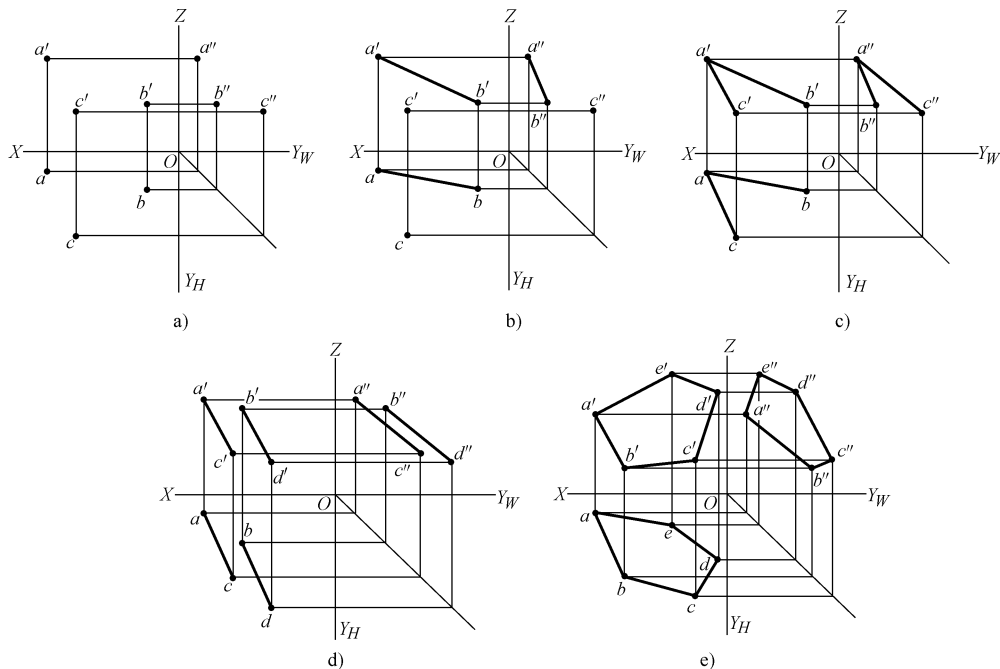 Z
a′ a″
b′ b″
c′ c″
X O Y_W
a
b
c
Y_H
a)
Z
a′ a″
b′
c′ b″ c″
X O Y_W
a
b
c
Y_H
b)
Z
a′ a″
b′
c′ b″ c″
X O Y_W
a
b
c
Y_H
c)
Z
a′ b′ a″ b″
c′ d′ c″ d″
X O Y_W
a
b
c
d
Y_H
d)
Z
e′ e″
d′ d″
a′ a″
b′ c′ b″ c″
X O Y_W
a
e
d
b
c
Y_H
e)